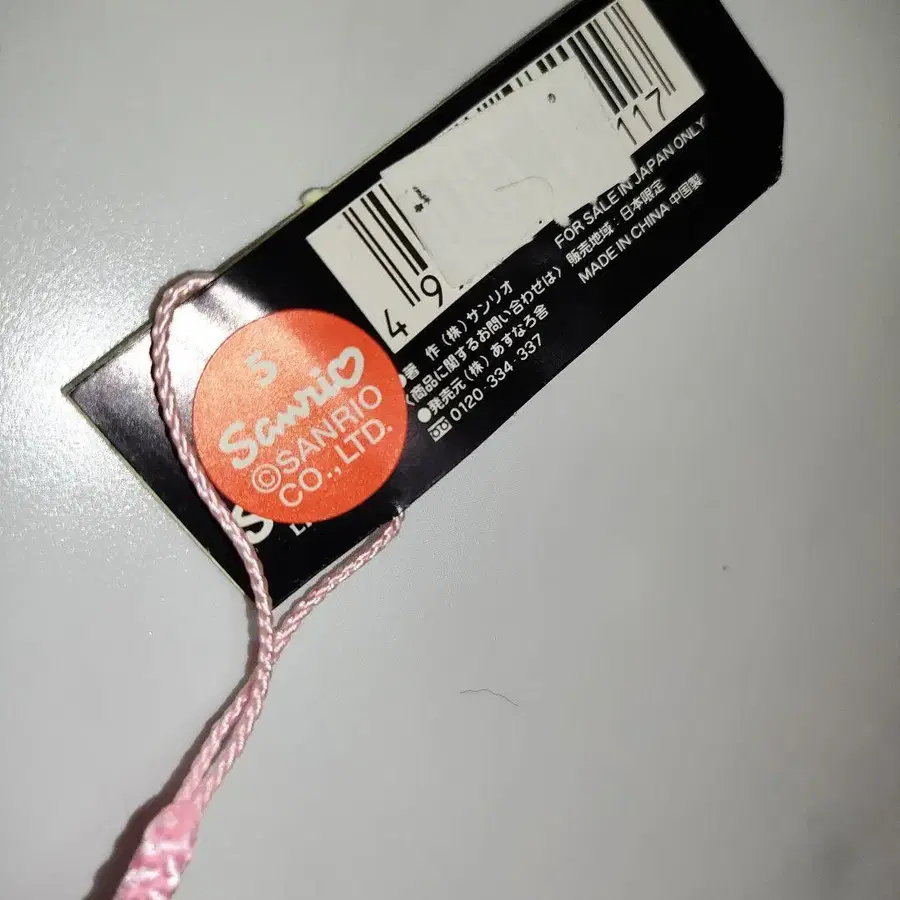 49
117
FOR SALE IN JAPAN ONLY
販売地域：日本限定
MADE IN CHINA 中国製
著 作 (株) サンリオ
〈商品に関するお問い合わせは〉
●発売元 (株) あすなろ舎
0120-334-337
5
Sanrio
©SANRIO
CO., LTD.